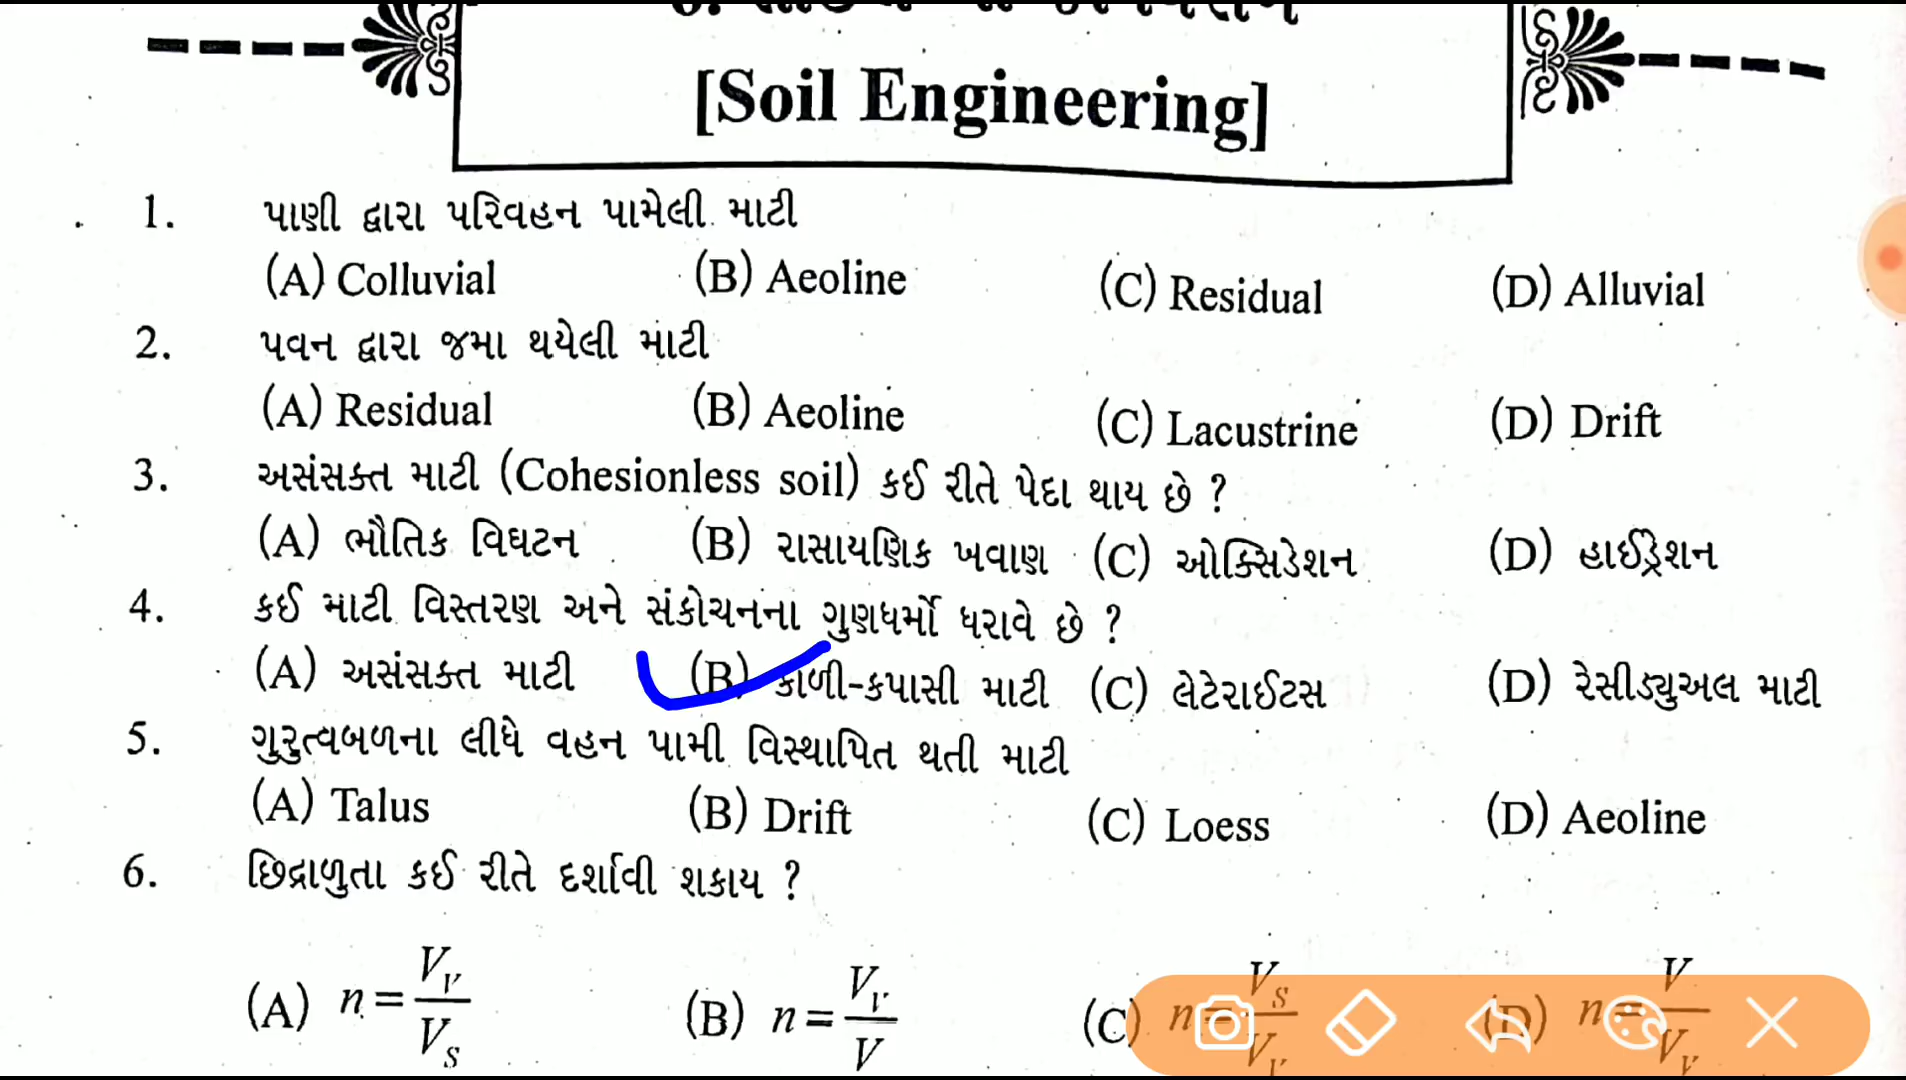 [Soil Engineering]
1. પાણી દ્વારા પરિવહન પામેલી માટી
(A) Colluvial (B) Aeoline (C) Residual (D) Alluvial
2. પવન દ્વારા જમા થયેલી માટી
(A) Residual (B) Aeoline (C) Lacustrine (D) Drift
3. અસંસક્ત માટી (Cohesionless soil) કઈ રીતે પેદા થાય છે ?
(A) ભૌતિક વિઘટન (B) રાસાયણિક ખવાણ (C) ઓક્સિડેશન (D) હાઈડ્રેશન
4. કઈ માટી વિસ્તરણ અને સંકોચનના ગુણધર્મો ધરાવે છે ?
(A) અસંસક્ત માટી (B) કાળી-કપાસી માટી (C) લેટેરાઈટસ (D) રેસીડ્યુઅલ માટી
5. ગુરુત્વબળના લીધે વહન પામી વિસ્થાપિત થતી માટી
(A) Talus (B) Drift (C) Loess (D) Aeoline
6. છિદ્રાળુતા કઈ રીતે દર્શાવી શકાય ?
(A) n = V_V / V_S (B) n = V_V / V (C) n = V_S / V_V (D) n = V / V_V